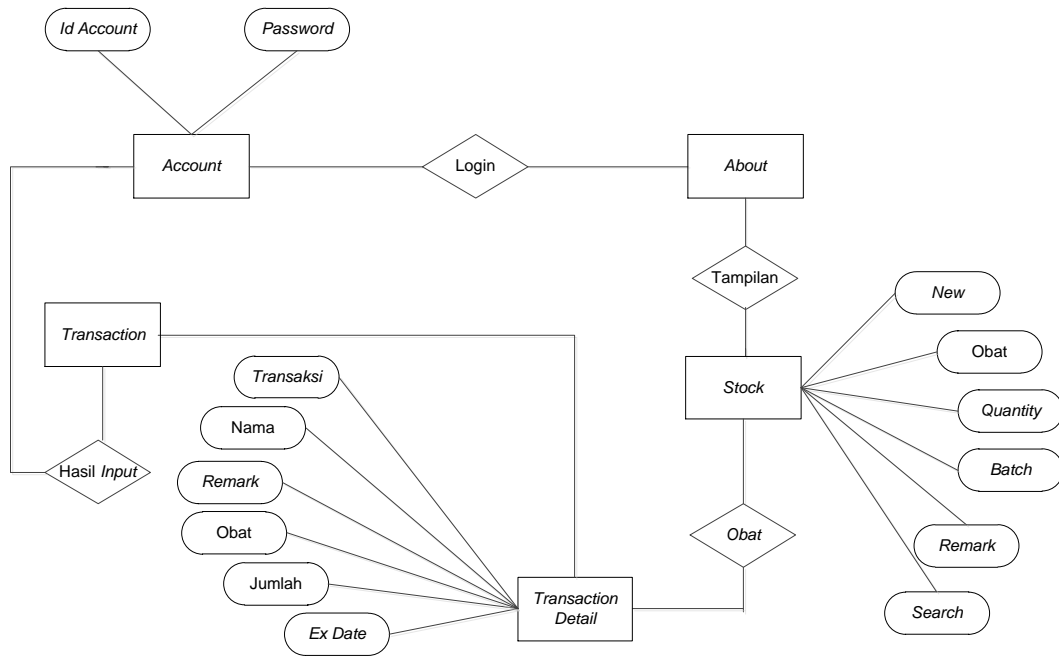 Id Account
Password
Account
Login
About
Tampilan
New
Transaction
Obat
Transaksi
Stock
Quantity
Nama
Hasil Input
Batch
Remark
Obat
Obat
Remark
Jumlah
Transaction
Detail
Search
Ex Date